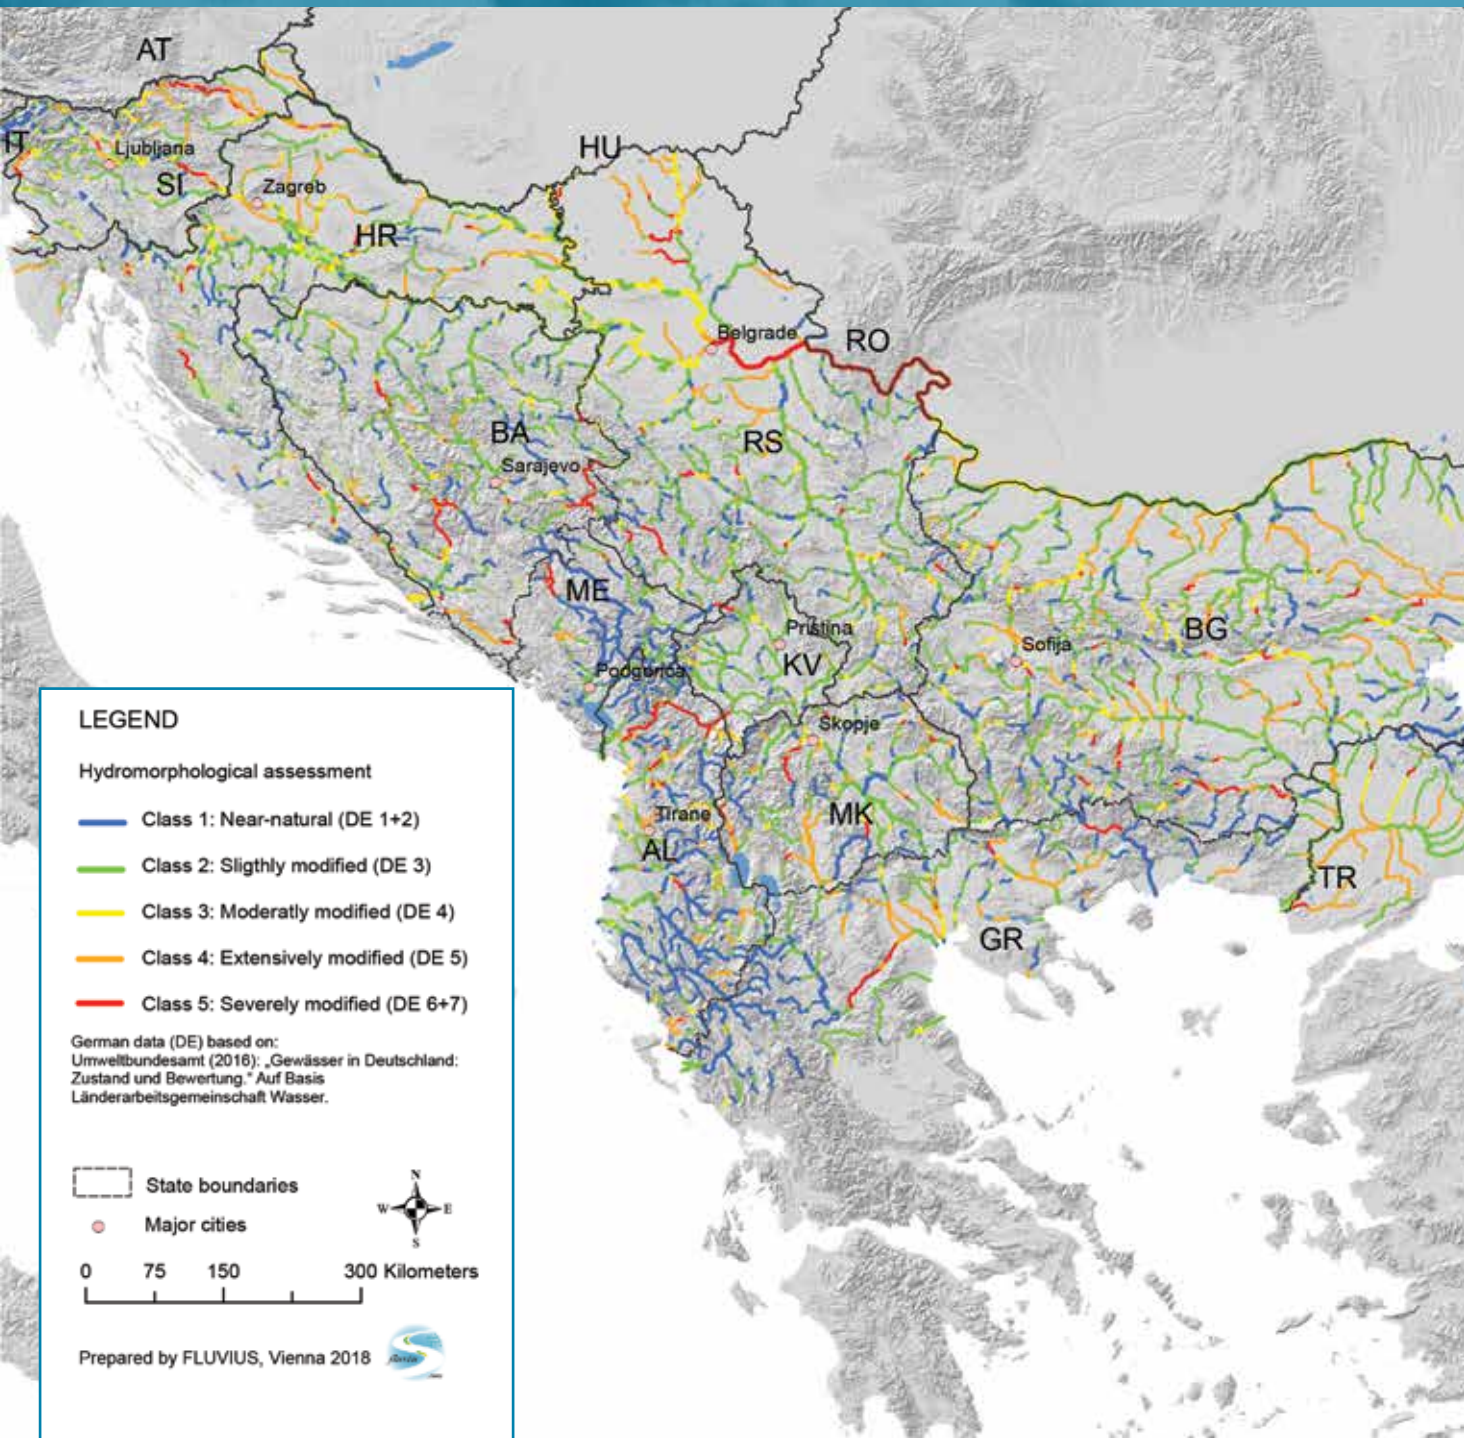 AT
IT
Ljubljana
SI
Zagreb
HR
HU
Belgrade
RO
BA
Sarajevo
RS
ME
Podgorica
Priština
KV
Sofija
BG
Skopje
MK
Tirane
AL
GR
TR
LEGEND
Hydromorphological assessment
Class 1: Near-natural (DE 1+2)
Class 2: Sligthly modified (DE 3)
Class 3: Moderatly modified (DE 4)
Class 4: Extensively modified (DE 5)
Class 5: Severely modified (DE 6+7)
German data (DE) based on:
Umweltbundesamt (2016): „Gewässer in Deutschland:
Zustand und Bewertung.“ Auf Basis
Länderarbeitsgemeinschaft Wasser.
State boundaries
Major cities
N
W E
S
0 75 150 300 Kilometers
Prepared by FLUVIUS, Vienna 2018